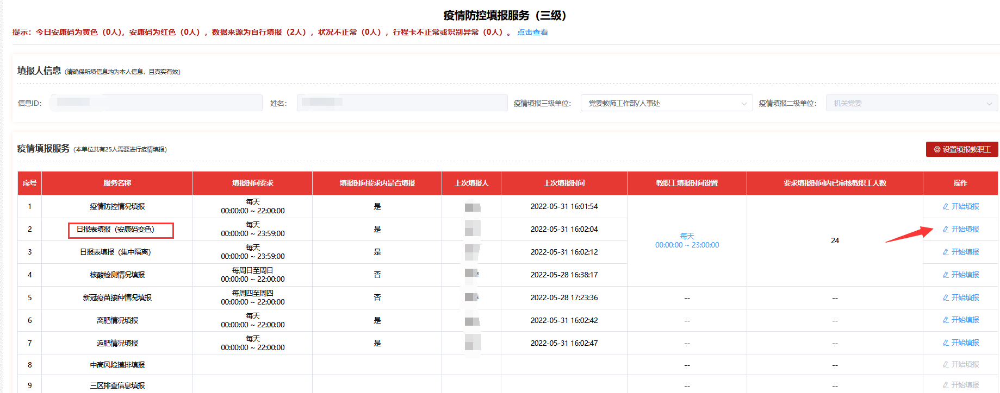 疫情防控填报服务（三级）
提示：今日安康码为黄色（0人），安康码为红色（0人），数据来源为自行填报（2人），状况不正常（0人），行程卡不正常或识别异常（0人）。 点击查看
填报人信息 (请确保所填信息均为本人信息，且真实有效)
信息ID： 姓名： 疫情填报三级单位： 党委教师工作部/人事处 疫情填报二级单位： 机关党委
疫情填报服务 (本单位共有25人需要进行疫情填报) 设置填报教职工
序号 服务名称 填报时间要求 填报时间要求内是否填报 上次填报人 上次填报时间 教职工填报时间设置 要求填报时间内已审核教职工人数 操作
1 疫情防控情况填报 每天 00:00:00 ~ 22:00:00 是 2022-05-31 16:01:54 开始填报
2 日报表填报（安康码变色） 每天 00:00:00 ~ 23:59:00 是 2022-05-31 16:02:04 每天 00:00:00 ~ 23:00:00 24 开始填报
3 日报表填报（集中隔离） 每天 00:00:00 ~ 23:59:00 是 2022-05-31 16:02:12 开始填报
4 核酸检测情况填报 每周日至周日 00:00:00 ~ 22:00:00 否 2022-05-28 16:38:17 开始填报
5 新冠疫苗接种情况填报 每周四至周四 00:00:00 ~ 22:00:00 否 2022-05-28 17:23:36 -- -- 开始填报
6 离肥情况填报 每天 00:00:00 ~ 22:00:00 是 2022-05-31 16:02:42 -- -- 开始填报
7 返肥情况填报 每天 00:00:00 ~ 22:00:00 是 2022-05-31 16:02:47 -- -- 开始填报
8 中高风险摸排填报 -- -- 开始填报
9 三区排查信息填报 -- -- 开始填报